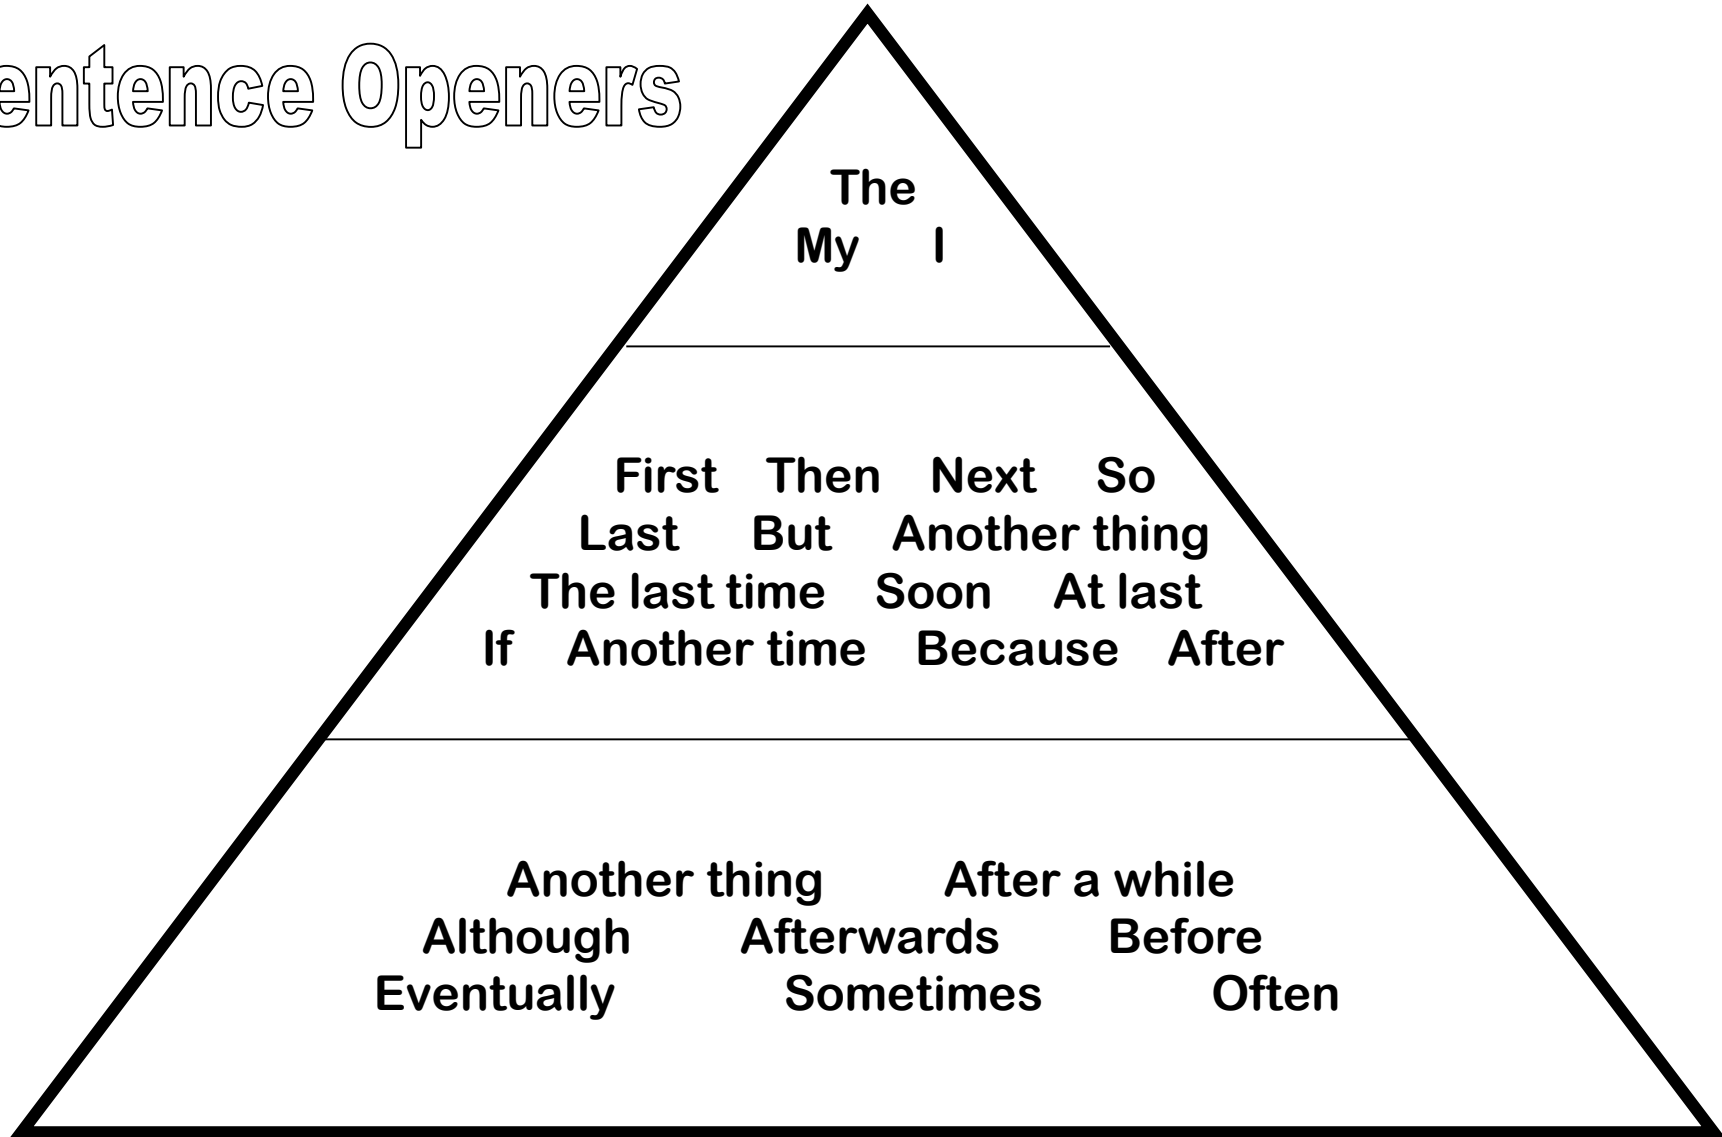 entence Openers
The
My I
First Then Next So
Last But Another thing
The last time Soon At last
If Another time Because After
Another thing After a while
Although Afterwards Before
Eventually Sometimes Often